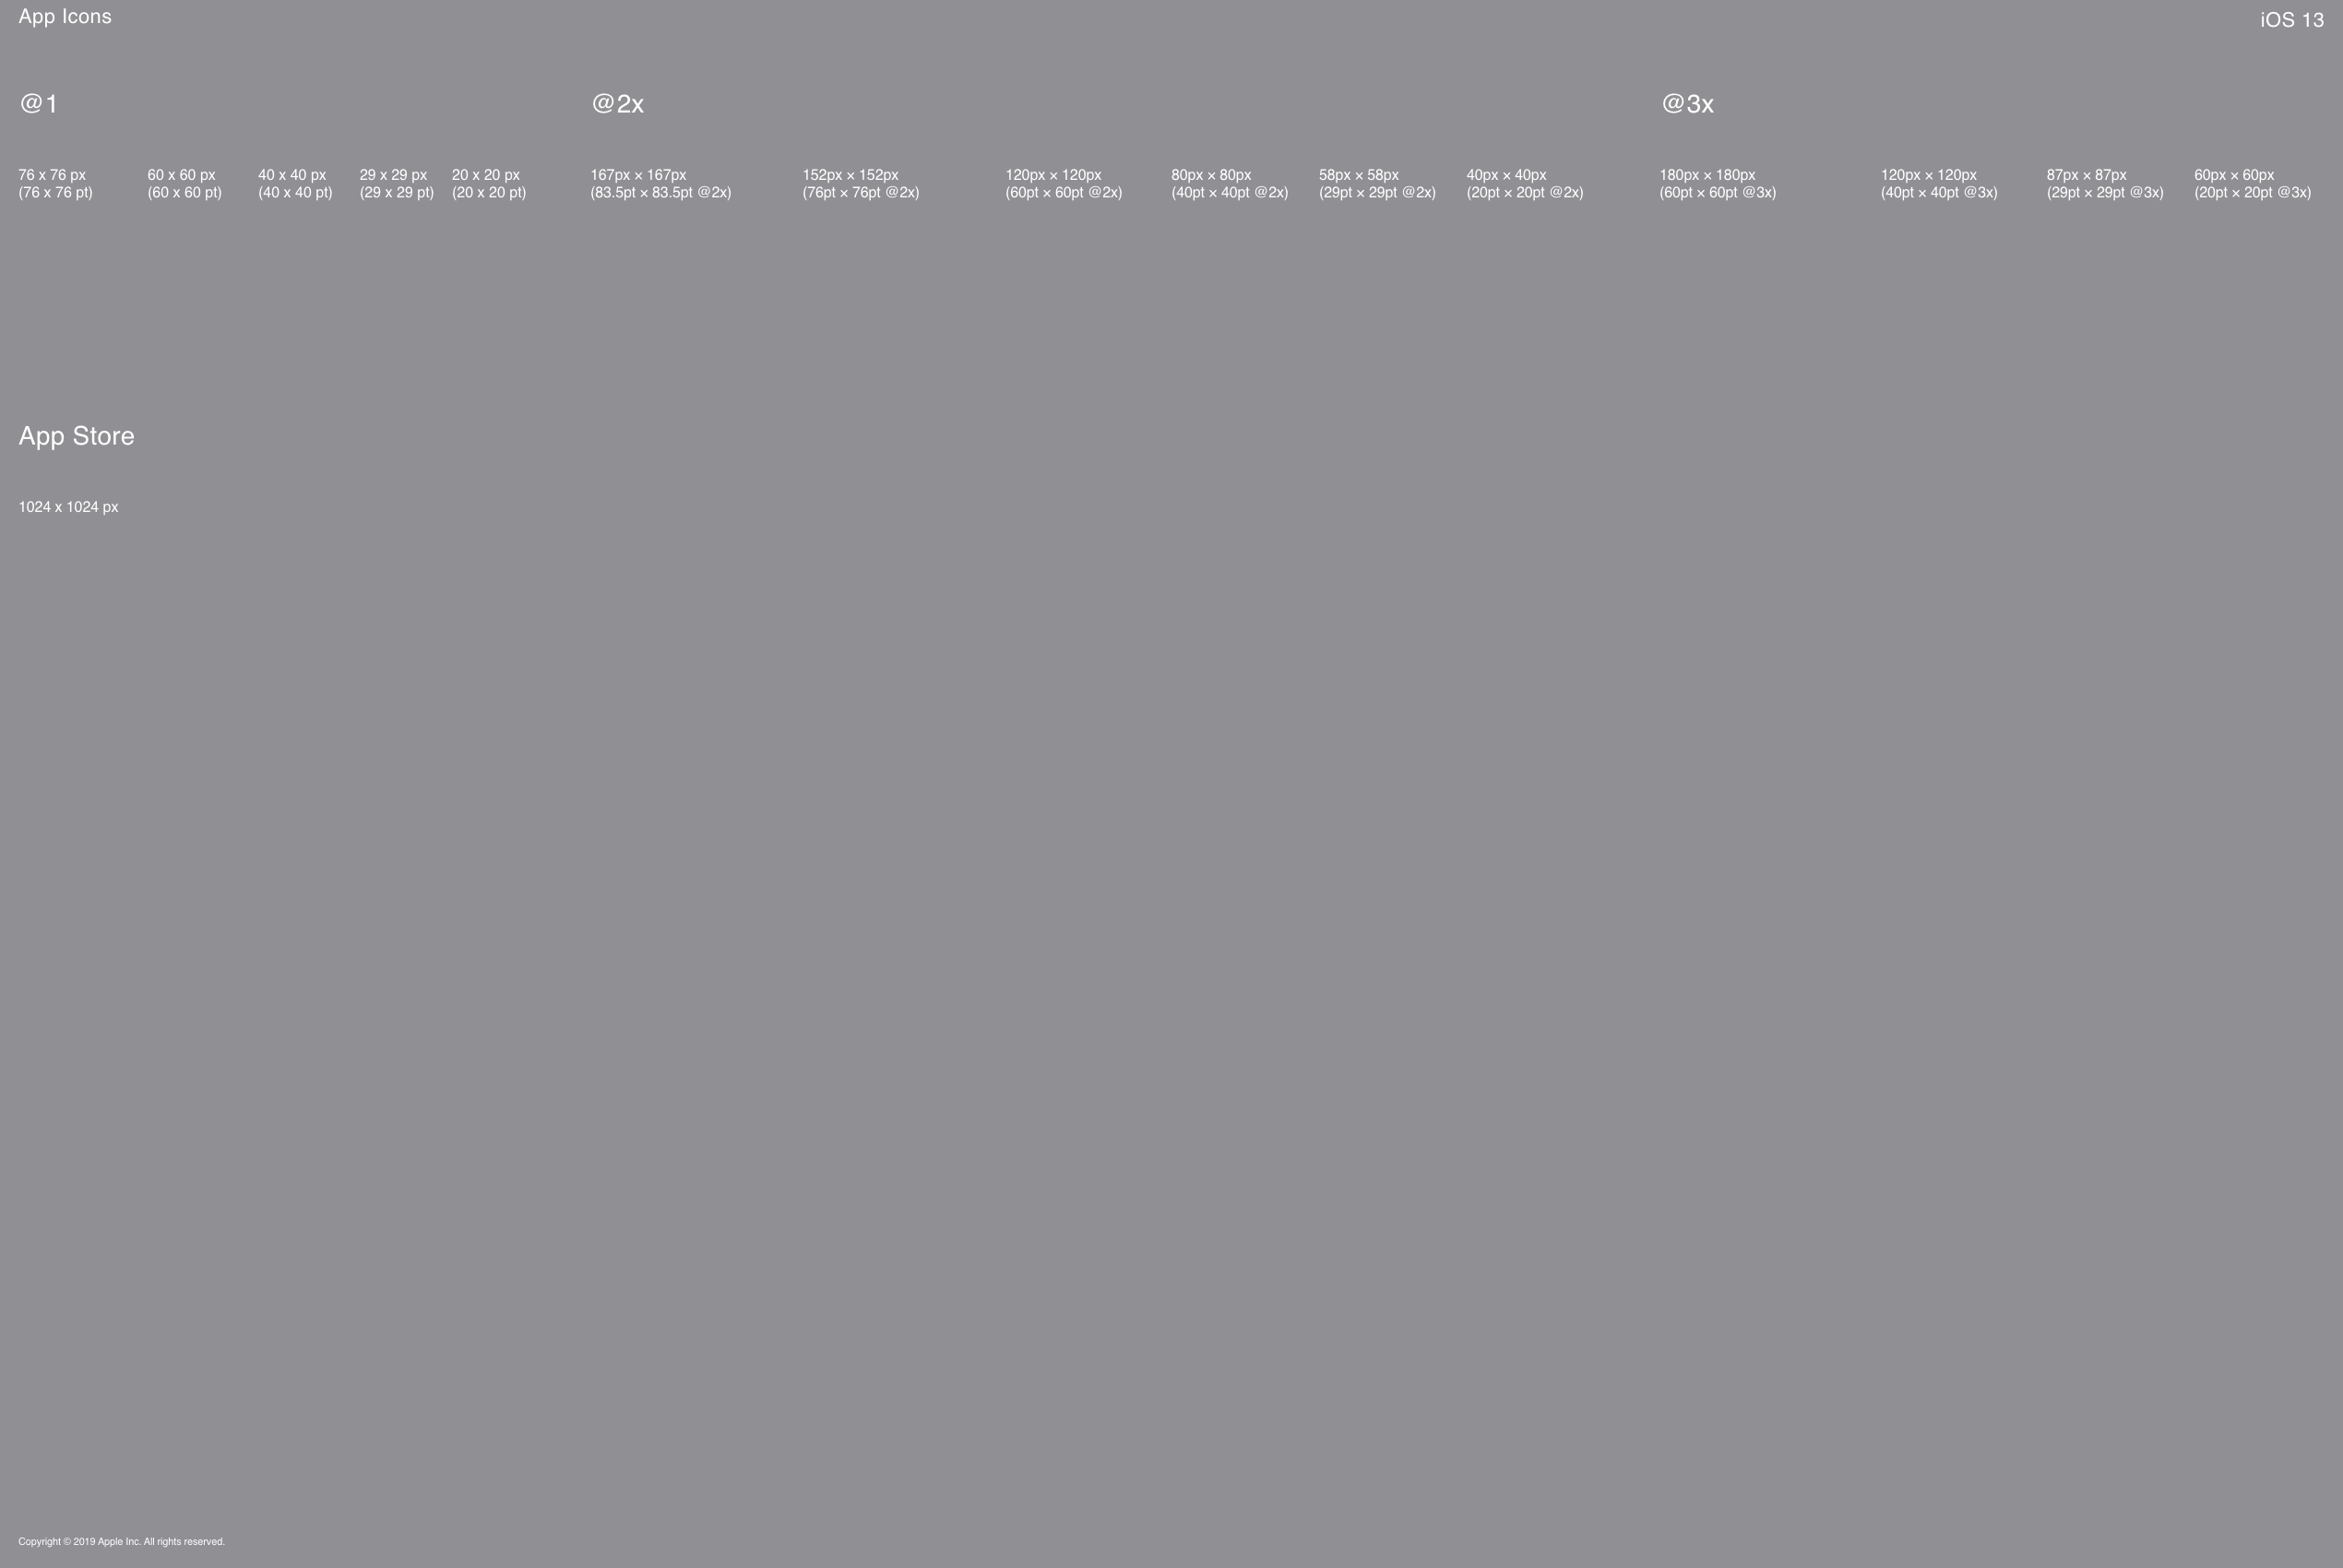 App Icons
iOS 13
@1
@2x
@3x
76 x 76 px
(76 x 76 pt)
60 x 60 px
(60 x 60 pt)
40 x 40 px
(40 x 40 pt)
29 x 29 px
(29 x 29 pt)
20 x 20 px
(20 x 20 pt)
167px × 167px
(83.5pt × 83.5pt @2x)
152px × 152px
(76pt × 76pt @2x)
120px × 120px
(60pt × 60pt @2x)
80px × 80px
(40pt × 40pt @2x)
58px × 58px
(29pt × 29pt @2x)
40px × 40px
(20pt × 20pt @2x)
180px × 180px
(60pt × 60pt @3x)
120px × 120px
(40pt × 40pt @3x)
87px × 87px
(29pt × 29pt @3x)
60px × 60px
(20pt × 20pt @3x)
App Store
1024 x 1024 px
Copyright © 2019 Apple Inc. All rights reserved.